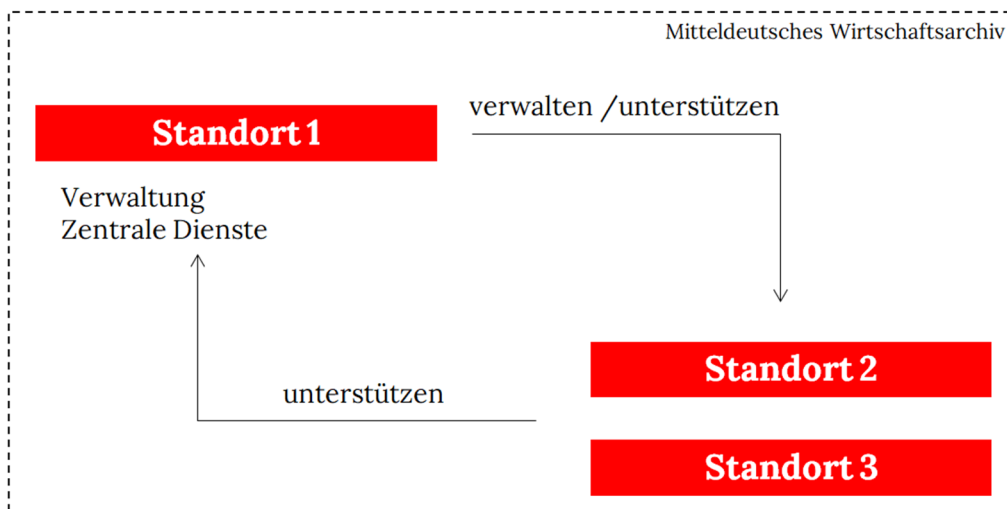 Mitteldeutsches Wirtschaftsarchiv
verwalten /unterstützen
Standort 1
Verwaltung
Zentrale Dienste
Standort 2
unterstützen
Standort 3